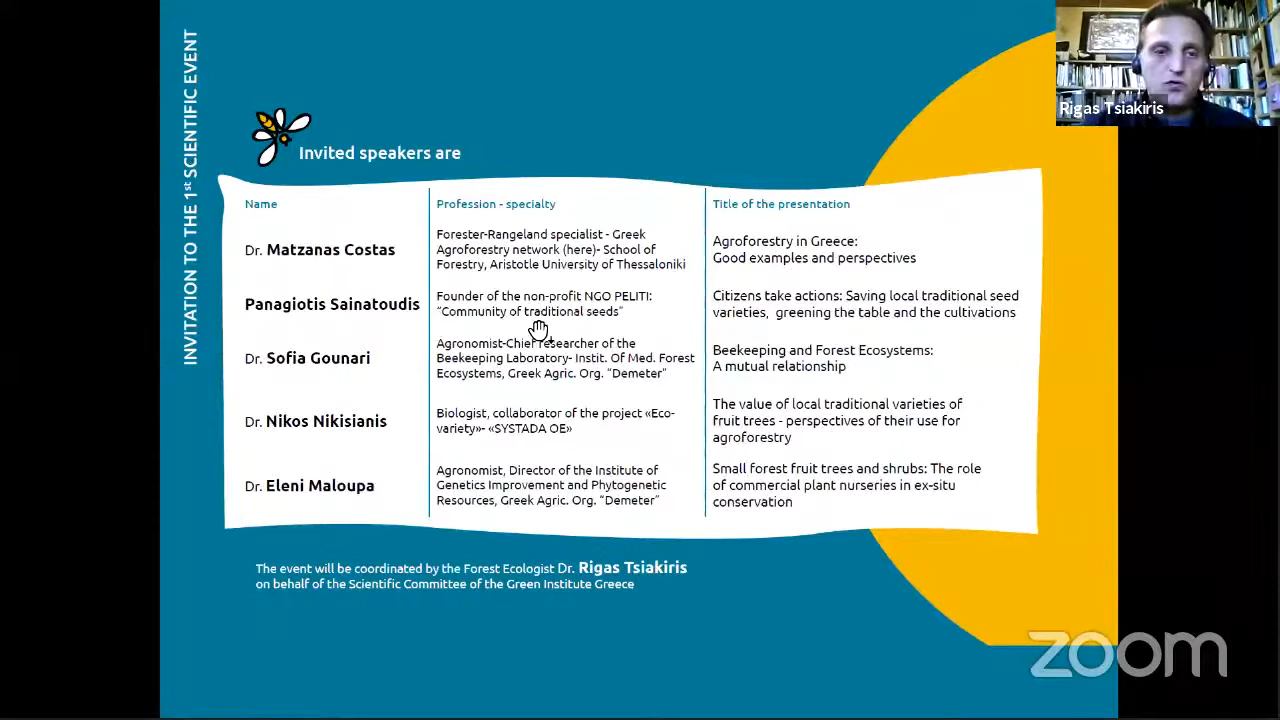 INVITATION TO THE 1st SCIENTIFIC EVENT
Rigas Tsiakiris
Invited speakers are
Name
Profession - specialty
Title of the presentation
Dr. Matzanas Costas
Forester-Rangeland specialist - Greek
Agroforestry network (here)- School of
Forestry, Aristotle University of Thessaloniki
Agroforestry in Greece:
Good examples and perspectives
Panagiotis Sainatoudis
Founder of the non-profit NGO PELITI:
“Community of traditional seeds”
Citizens take actions: Saving local traditional seed
varieties, greening the table and the cultivations
Dr. Sofia Gounari
Agronomist-Chief researcher of the
Beekeeping Laboratory- Instit. Of Med. Forest
Ecosystems, Greek Agric. Org. “Demeter”
Beekeeping and Forest Ecosystems:
A mutual relationship
Dr. Nikos Nikisianis
Biologist, collaborator of the project «Eco-
variety»- «SYSTADA OE»
The value of local traditional varieties of
fruit trees - perspectives of their use for
agroforestry
Dr. Eleni Maloupa
Agronomist, Director of the Institute of
Genetics Improvement and Phytogenetic
Resources, Greek Agric. Org. “Demeter”
Small forest fruit trees and shrubs: The role
of commercial plant nurseries in ex-situ
conservation
The event will be coordinated by the Forest Ecologist Dr. Rigas Tsiakiris
on behalf of the Scientific Committee of the Green Institute Greece
zoom